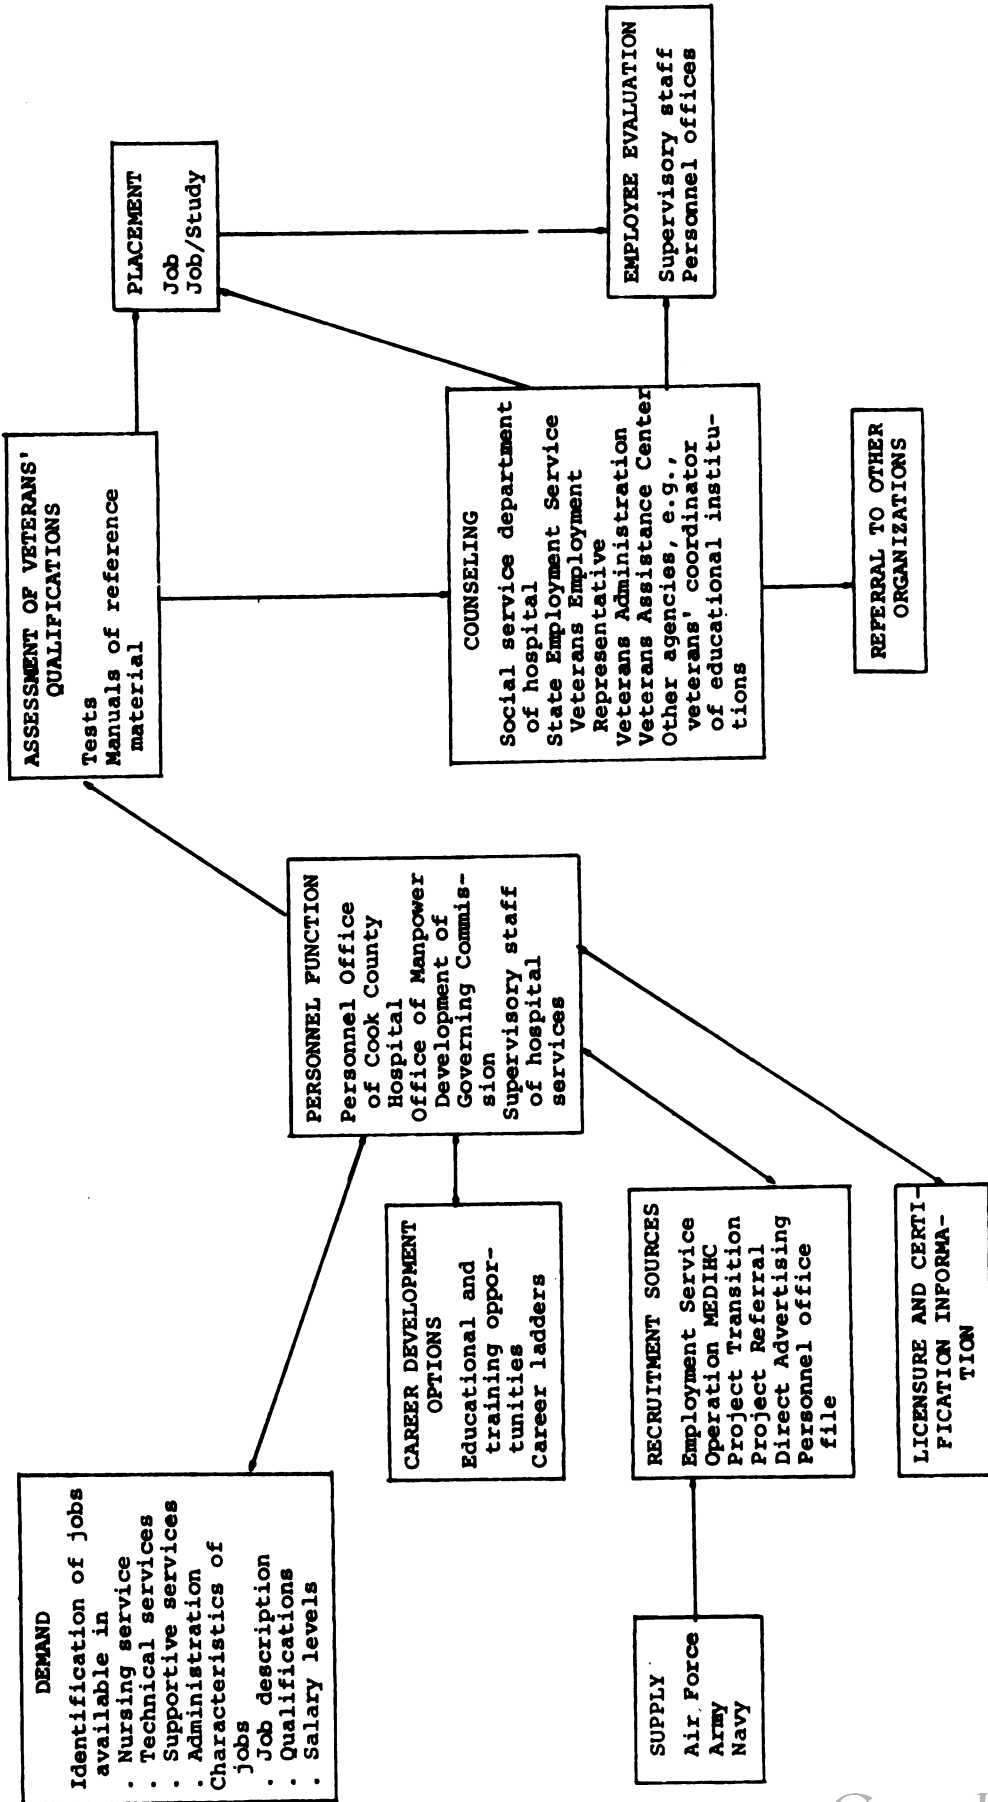 DEMAND
Identification of jobs
available in
. Nursing service
. Technical services
. Supportive services
. Administration
Characteristics of
jobs
. Job description
. Qualifications
. Salary levels
SUPPLY
Air Force
Army
Navy
CAREER DEVELOPMENT
OPTIONS
Educational and
training oppor-
tunities
Career ladders
RECRUITMENT SOURCES
Employment Service
Operation MEDIHC
Project Transition
Project Referral
Direct Advertising
Personnel office
file
LICENSURE AND CERTI-
FICATION INFORMA-
TION
PERSONNEL FUNCTION
Personnel Office
of Cook County
Hospital
Office of Manpower
Development of
Governing Commis-
sion
Supervisory staff
of hospital
services
ASSESSMENT OF VETERANS'
QUALIFICATIONS
Tests
Manuals of reference
material
COUNSELING
Social service department
of hospital
State Employment Service
Veterans Employment
Representative
Veterans Administration
Veterans Assistance Center
Other agencies, e.g.,
veterans' coordinator
of educational institu-
tions
REFERRAL TO OTHER
ORGANIZATIONS
PLACEMENT
Job
Job/Study
EMPLOYEE EVALUATION
Supervisory staff
Personnel offices